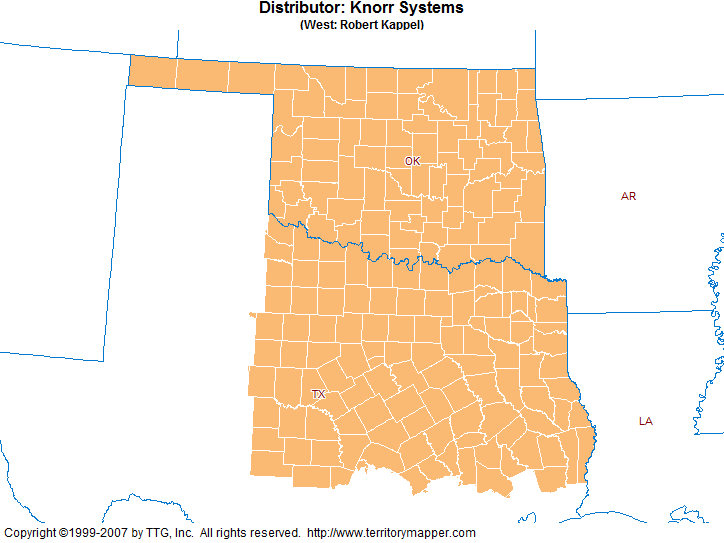 Distributor: Knorr Systems
(West: Robert Kappel)
OK
AR
TX
LA
Copyright ©1999-2007 by TTG, Inc. All rights reserved. http://www.territorymapper.com